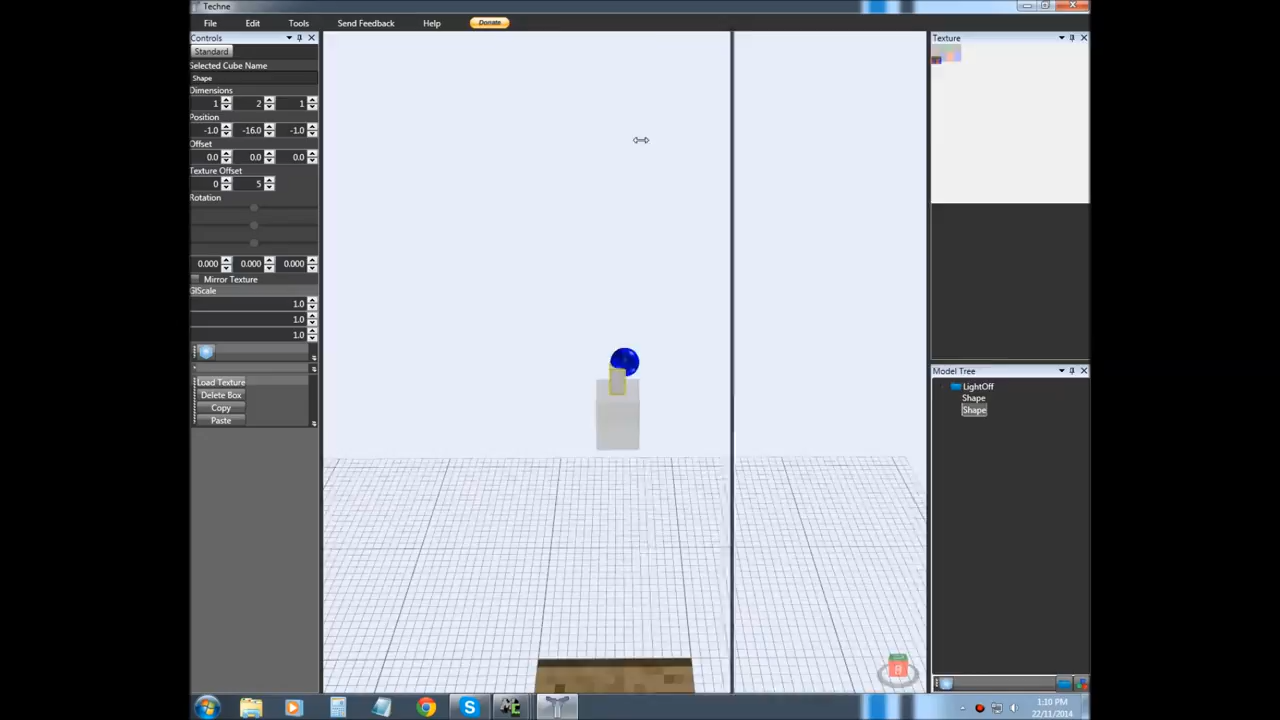 Techne
File Edit Tools Send Feedback Help Donate
Controls
Standard
Selected Cube Name
Shape
Dimensions
1 2 1
Position
-1.0 -16.0 -1.0
Offset
0.0 0.0 0.0
Texture Offset
0 5
Rotation
0.000 0.000 0.000
Mirror Texture
GlScale
1.0
1.0
1.0
Load Texture
Delete Box
Copy
Paste
Texture
Model Tree
LightOff
Shape
Shape
R
1:10 PM
22/11/2014